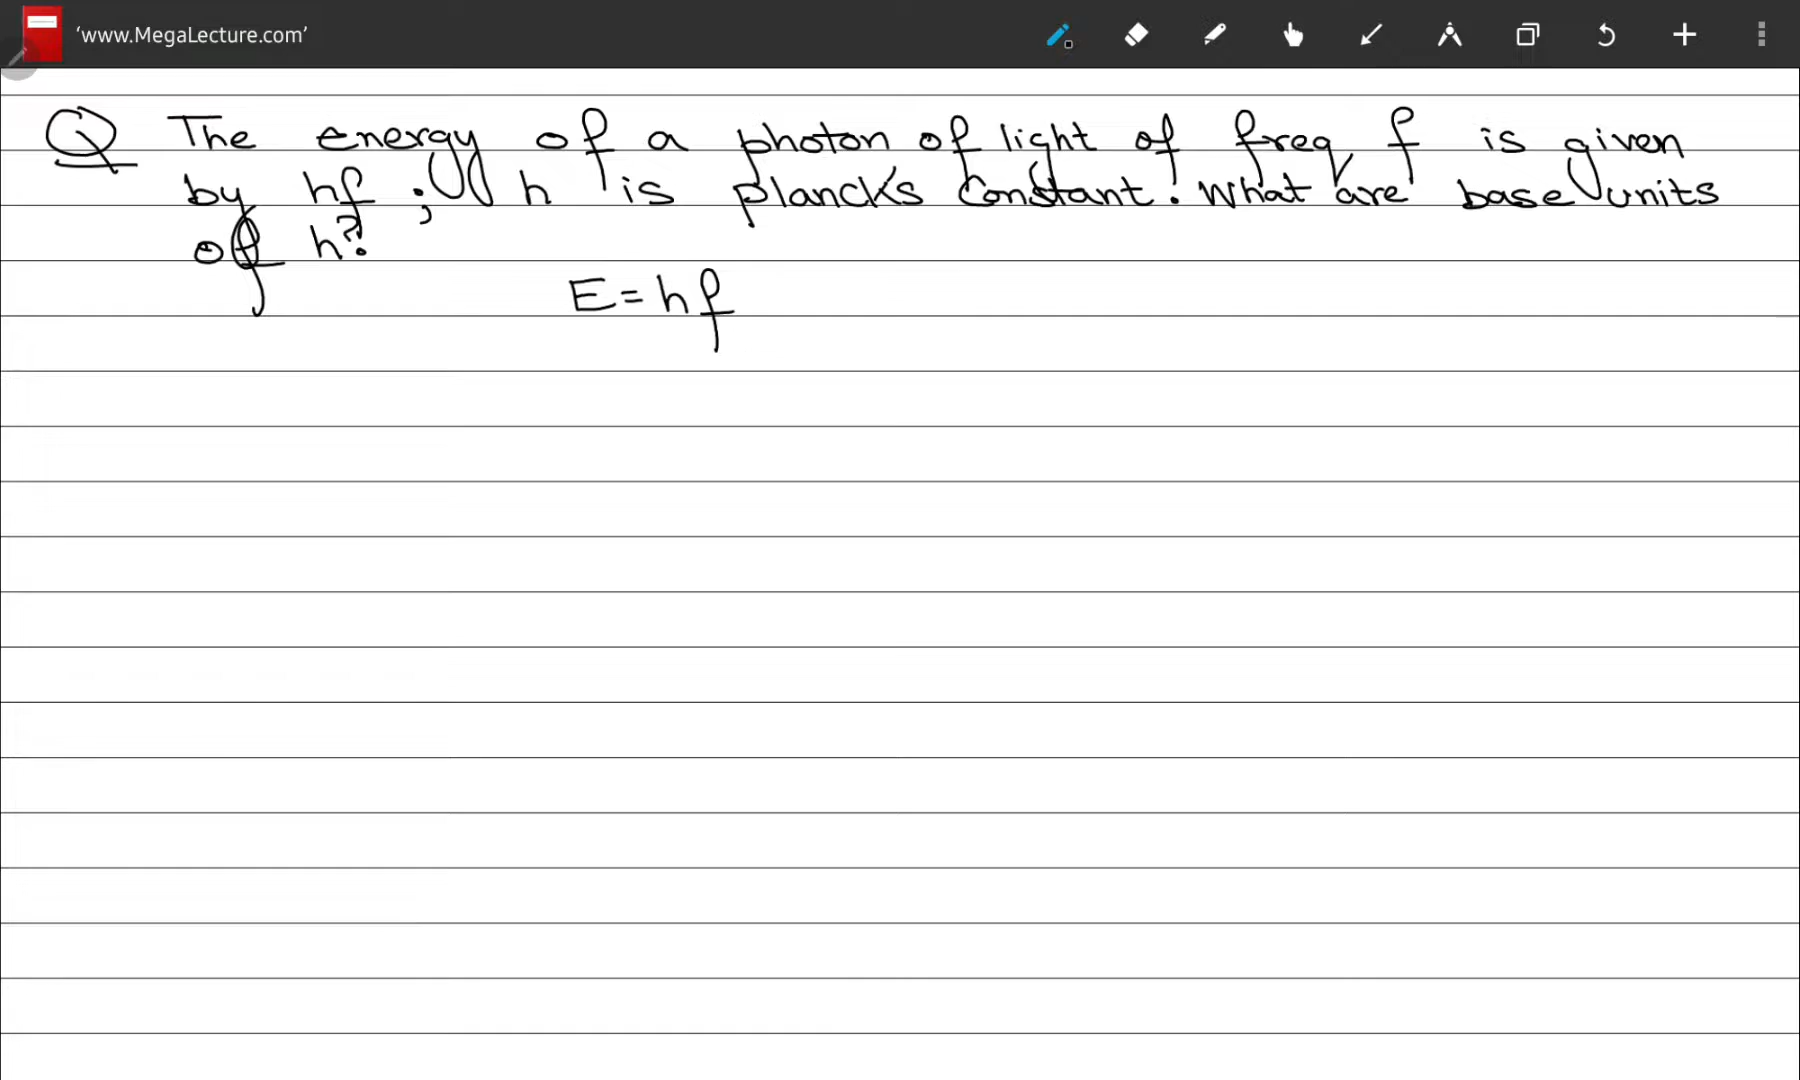 ‘www.MegaLecture.com’
Q The energy of a photon of light of freq f is given
by hf ; h is planck's Constant. What are base units
of h?
E = hf